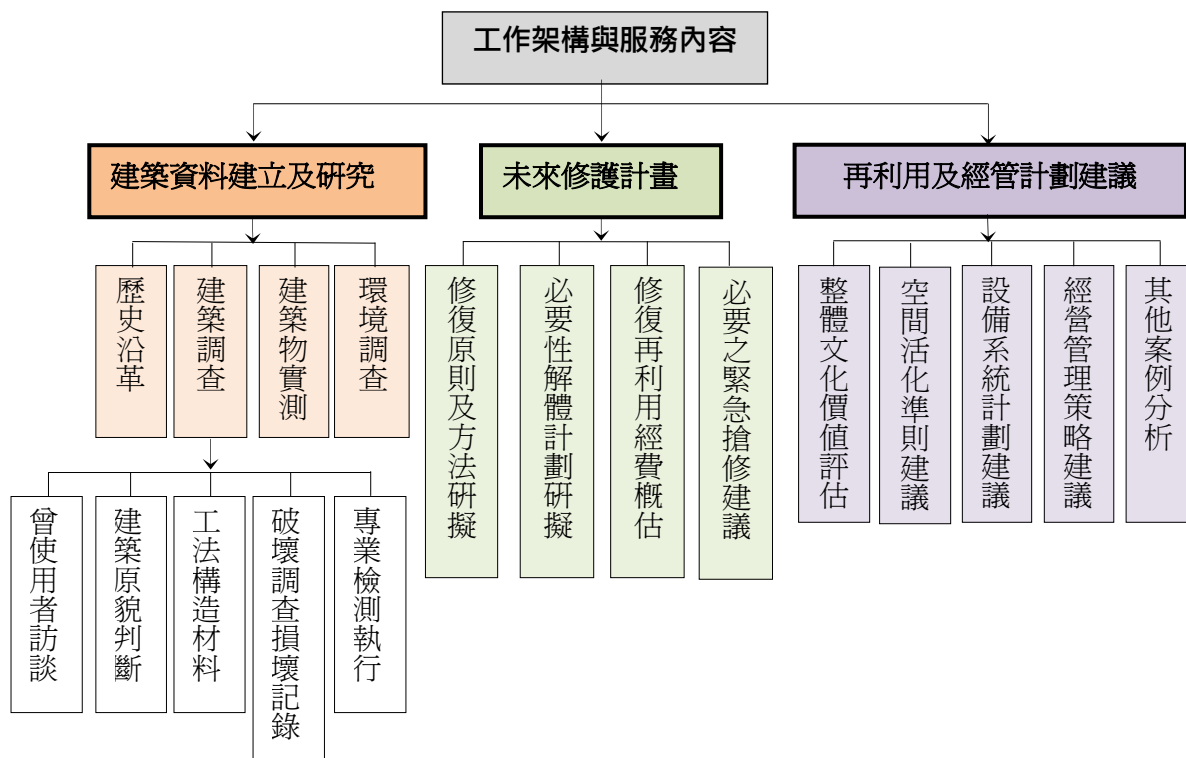 工作架構與服務內容
建築資料建立及研究
未來修護計畫
再利用及經管計劃建議
歷史沿革
建築調查
建築物實測
環境調查
修復原則及方法研擬
必要性解體計劃研擬
修復再利用經費概估
必要之緊急搶修建議
整體文化價值評估
空間活化準則建議
設備系統計劃建議
經營管理策略建議
其他案例分析
曾使用者訪談
建築原貌判斷
工法構造材料
破壞調查損壞記錄
專業檢測執行